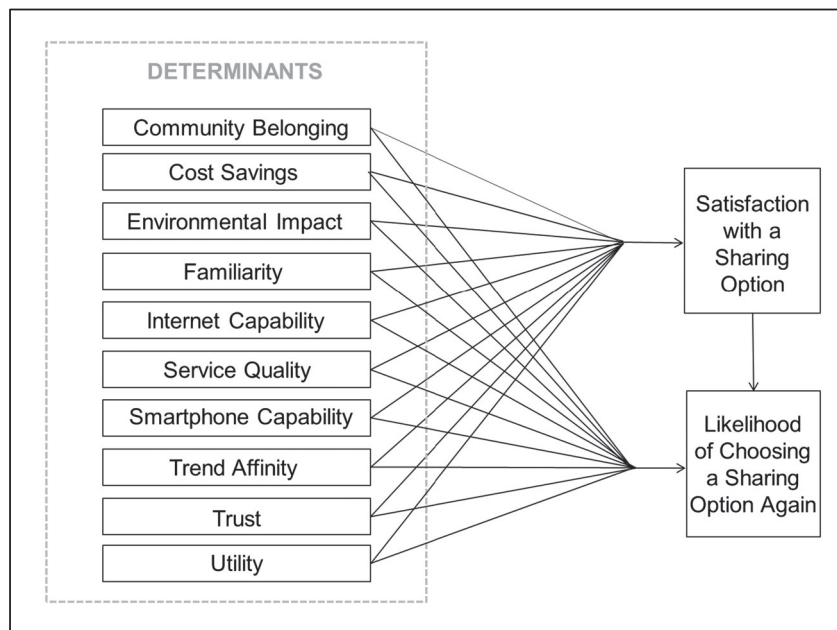 DETERMINANTS
Community Belonging
Cost Savings
Environmental Impact
Familiarity
Internet Capability
Service Quality
Smartphone Capability
Trend Affinity
Trust
Utility
Satisfaction
with a
Sharing
Option
Likelihood
of Choosing
a Sharing
Option Again